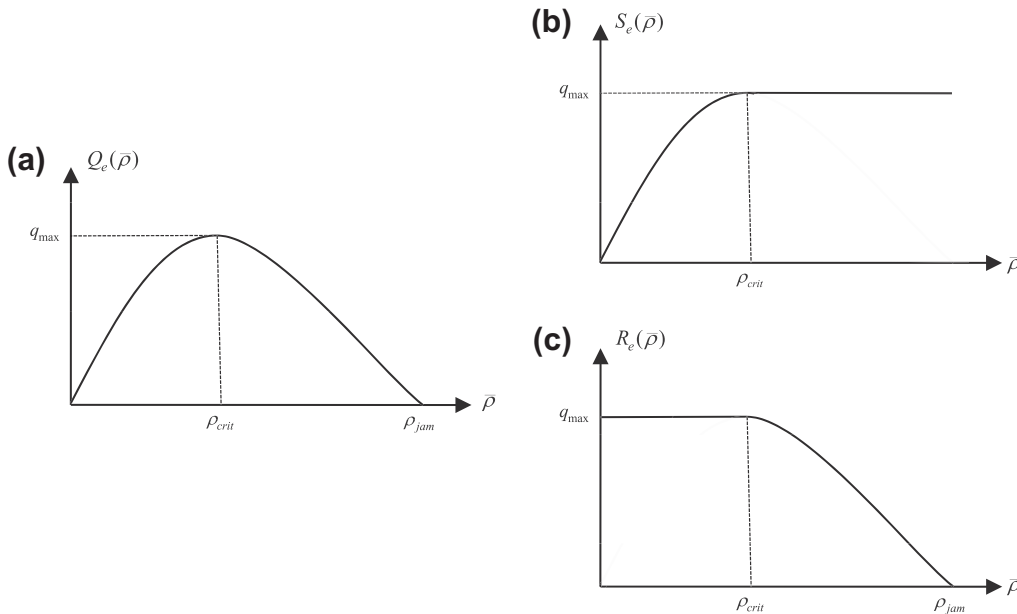 (a)
Q_e(ρ̅)
q_max
ρ_crit
ρ_jam
ρ̅
(b)
S_e(ρ̅)
q_max
ρ_crit
ρ̅
(c)
R_e(ρ̅)
q_max
ρ_crit
ρ_jam
ρ̅